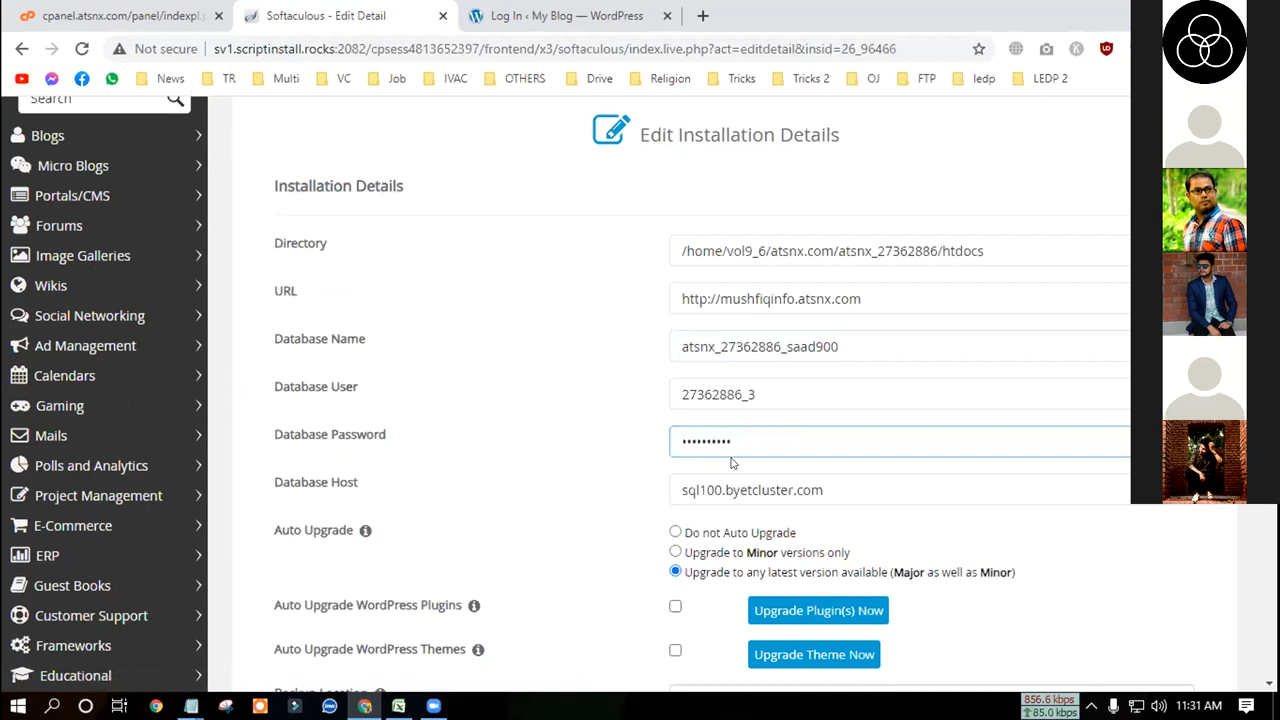 cpanel.atsnx.com/panel/indexpl.
Softaculous - Edit Detail
Log In ‹ My Blog — WordPress
Not secure
sv1.scriptinstall.rocks:2082/cpsess4813652397/frontend/x3/softaculous/index.live.php?act=editdetail&insid=26_96466
News
TR
Multi
VC
Job
IVAC
OTHERS
Drive
Religion
Tricks
Tricks 2
OJ
FTP
ledp
LEDP 2
Search
Blogs
Micro Blogs
Portals/CMS
Forums
Image Galleries
Wikis
Social Networking
Ad Management
Calendars
Gaming
Mails
Polls and Analytics
Project Management
E-Commerce
ERP
Guest Books
Customer Support
Frameworks
Educational
Edit Installation Details
Installation Details
Directory
/home/vol9_6/atsnx.com/atsnx_27362886/htdocs
URL
http://mushfiqinfo.atsnx.com
Database Name
atsnx_27362886_saad900
Database User
27362886_3
Database Password
••••••••••
Database Host
sql100.byetcluster.com
Auto Upgrade
Do not Auto Upgrade
Upgrade to Minor versions only
Upgrade to any latest version available (Major as well as Minor)
Auto Upgrade WordPress Plugins
Upgrade Plugin(s) Now
Auto Upgrade WordPress Themes
Upgrade Theme Now
856.6 kbps
85.0 kbps
11:31 AM